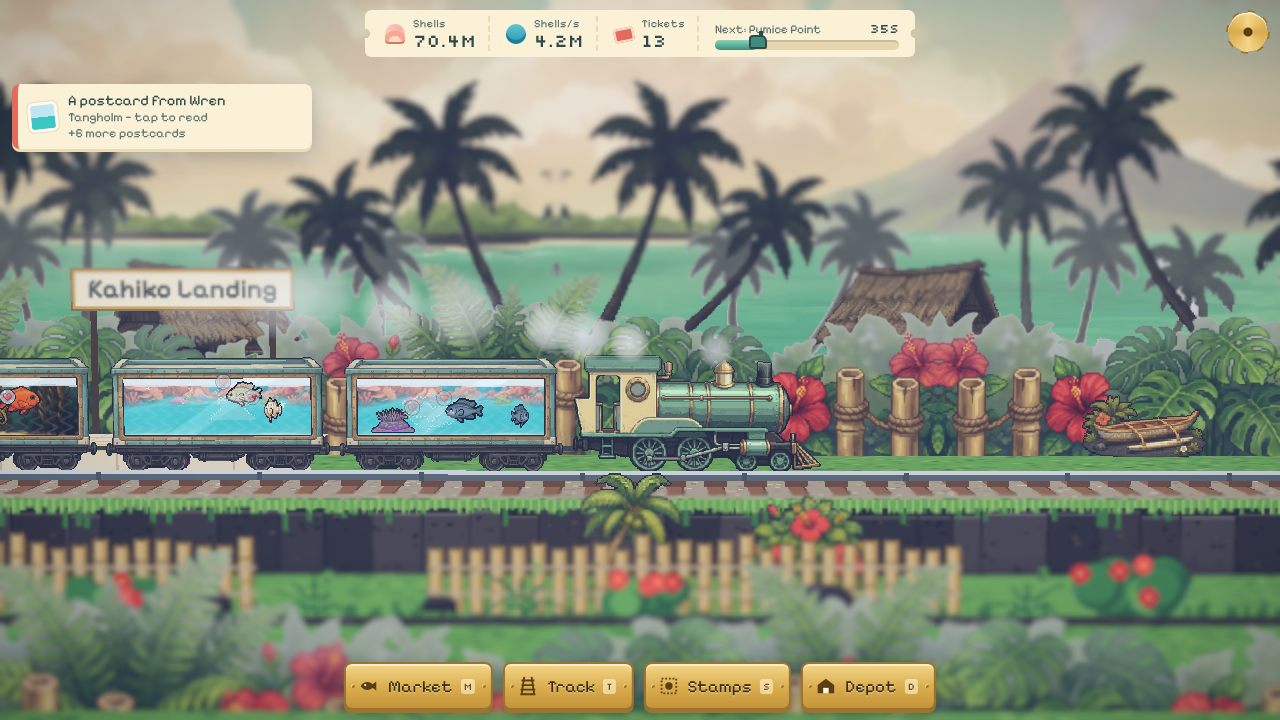 Shells
70.4M
Shells/s
4.2M
Tickets
13
Next: Pumice Point
35S
A postcard from Wren
Tangholm - tap to read
+6 more postcards
Kahiko Landing
Market M
Track T
Stamps S
Depot D